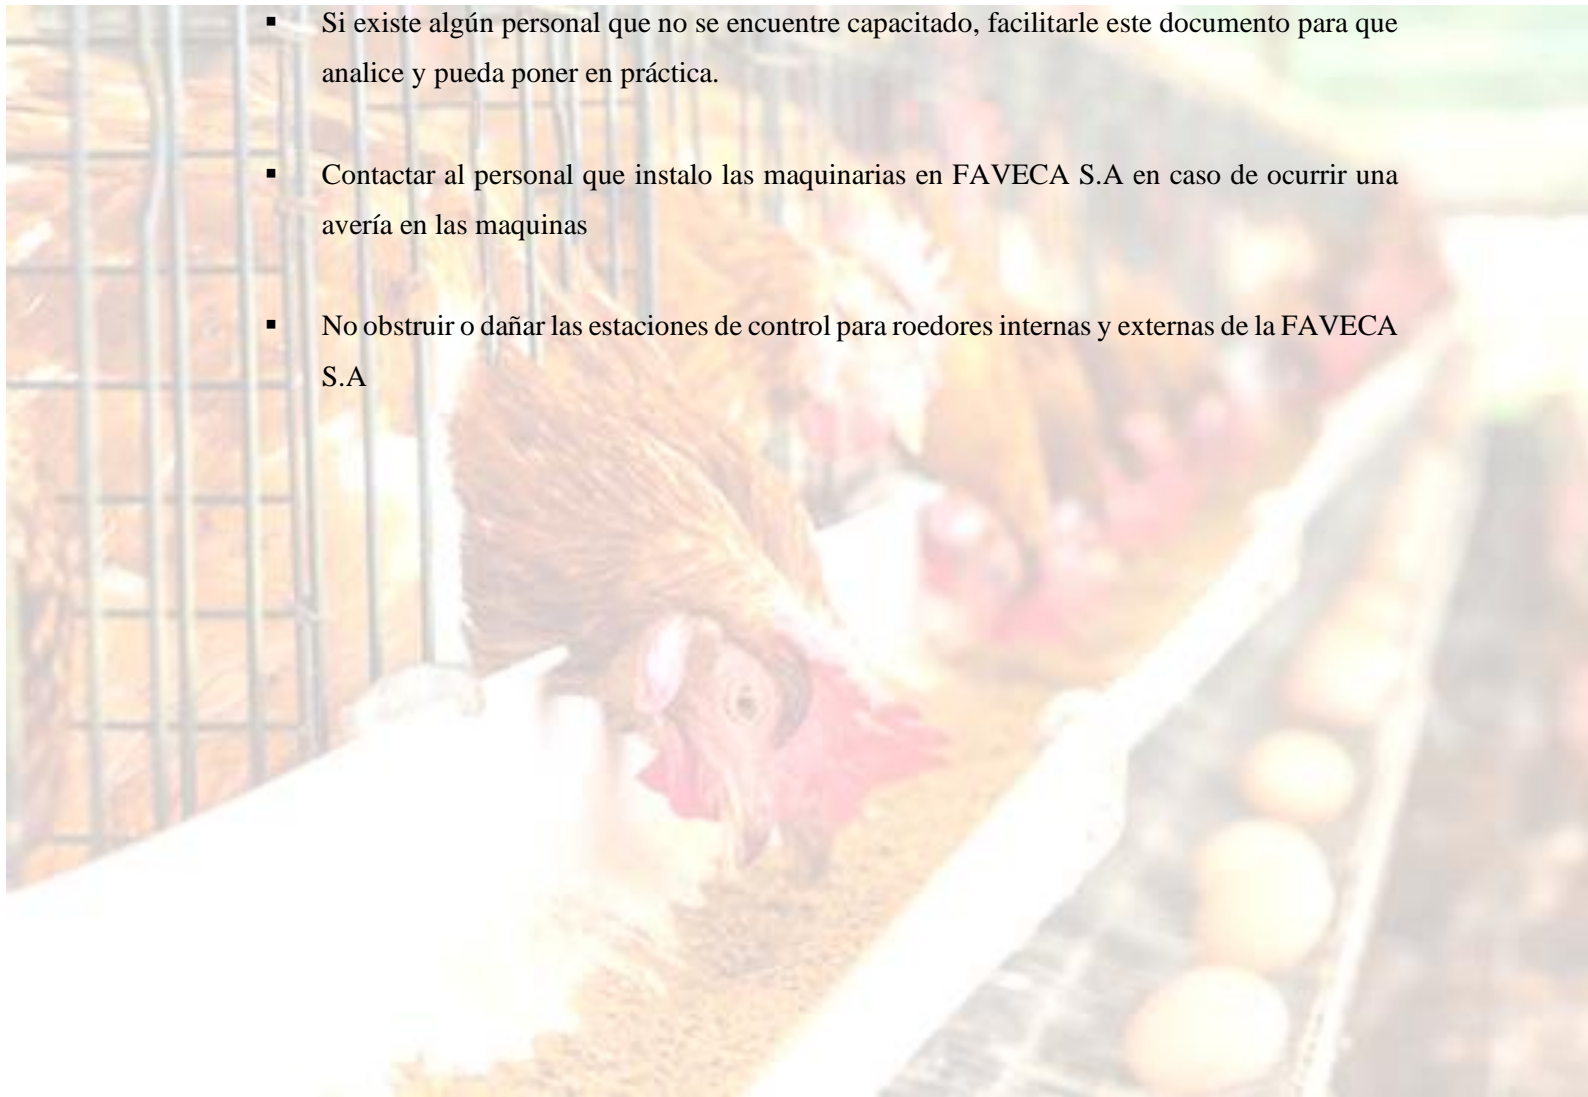 ▪ Si existe algún personal que no se encuentre capacitado, facilitarle este documento para que
analice y pueda poner en práctica.
▪ Contactar al personal que instalo las maquinarias en FAVECA S.A en caso de ocurrir una
avería en las maquinas
▪ No obstruir o dañar las estaciones de control para roedores internas y externas de la FAVECA
S.A